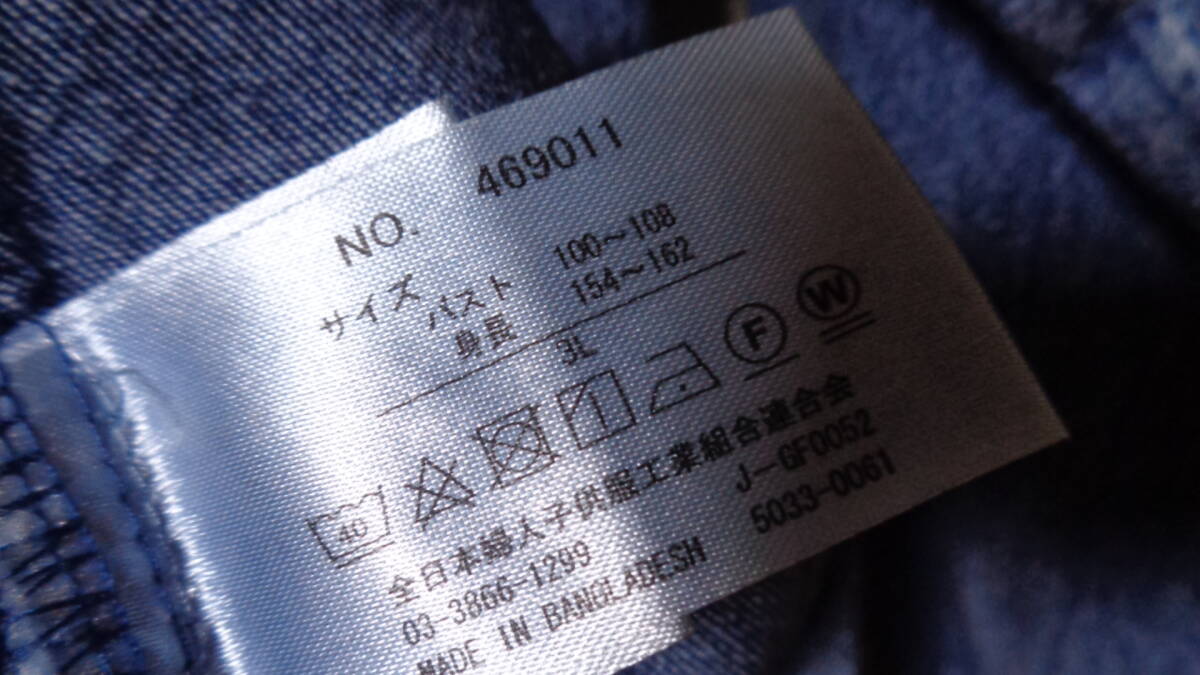 NO. 469011
サイズ バスト 100～108
身長 154～162
3L
40 F W
全日本婦人子供服工業組合連合会
03-3866-1299 J-GF0052
MADE IN BANGLADESH 5033-0061